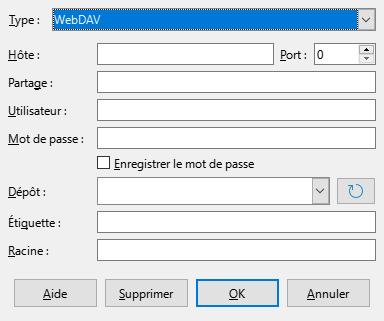 Type : WebDAV
Hôte : Port : 0
Partage :
Utilisateur :
Mot de passe :
Enregistrer le mot de passe
Dépôt :
Étiquette :
Racine :
Aide Supprimer OK Annuler